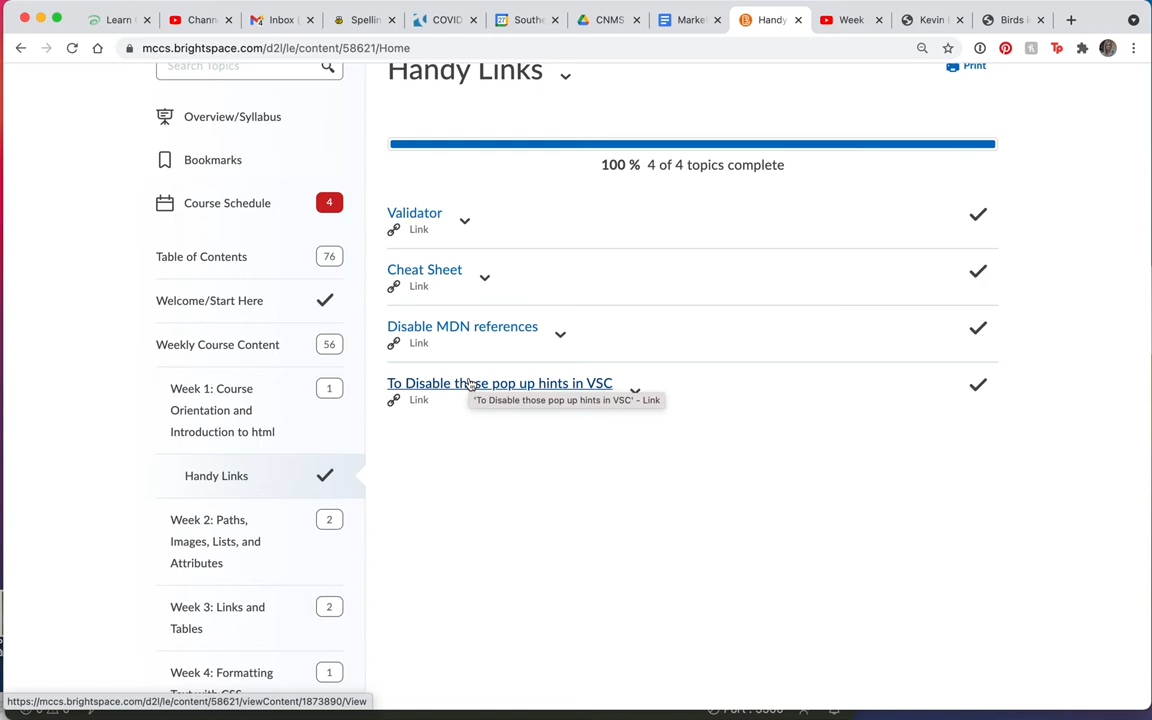 Learn
Chann
Inbox (
Spellin
COVID
Southe
CNMS
Market
Handy
Week
Kevin
Birds i
mccs.brightspace.com/d2l/le/content/58621/Home
Search Topics
Handy Links
Print
Overview/Syllabus
100 % 4 of 4 topics complete
Bookmarks
Course Schedule 4
Validator
Link
Table of Contents 76
Cheat Sheet
Link
Welcome/Start Here
Disable MDN references
Link
Weekly Course Content 56
To Disable those pop up hints in VSC
Link
'To Disable those pop up hints in VSC' - Link
Week 1: Course 1
Orientation and
Introduction to html
Handy Links
Week 2: Paths, 2
Images, Lists, and
Attributes
Week 3: Links and 2
Tables
Week 4: Formatting 1
Text with CSS
https://mccs.brightspace.com/d2l/le/content/58621/viewContent/1873890/View